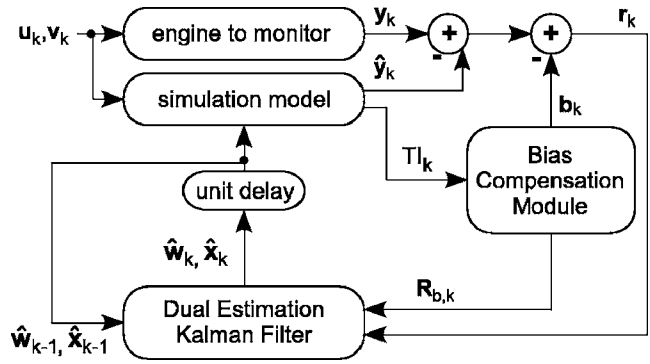 u_k,v_k
engine to monitor
y_k
+
-
+
-
r_k
ŷ_k
simulation model
b_k
TI_k
Bias
Compensation
Module
unit delay
ŵ_k, x̂_k
R_b,k
Dual Estimation
Kalman Filter
ŵ_k-1, x̂_k-1